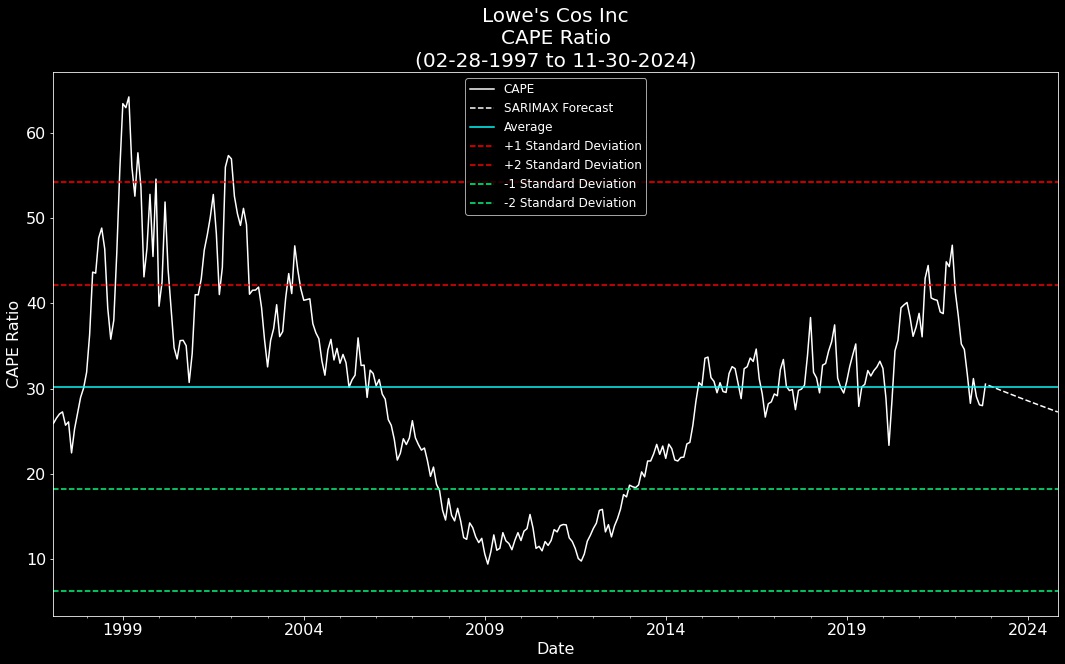 Lowe's Cos Inc
CAPE Ratio
(02-28-1997 to 11-30-2024)
CAPE
SARIMAX Forecast
Average
+1 Standard Deviation
+2 Standard Deviation
-1 Standard Deviation
-2 Standard Deviation
CAPE Ratio
60
50
40
30
20
10
1999 2004 2009 2014 2019 2024
Date